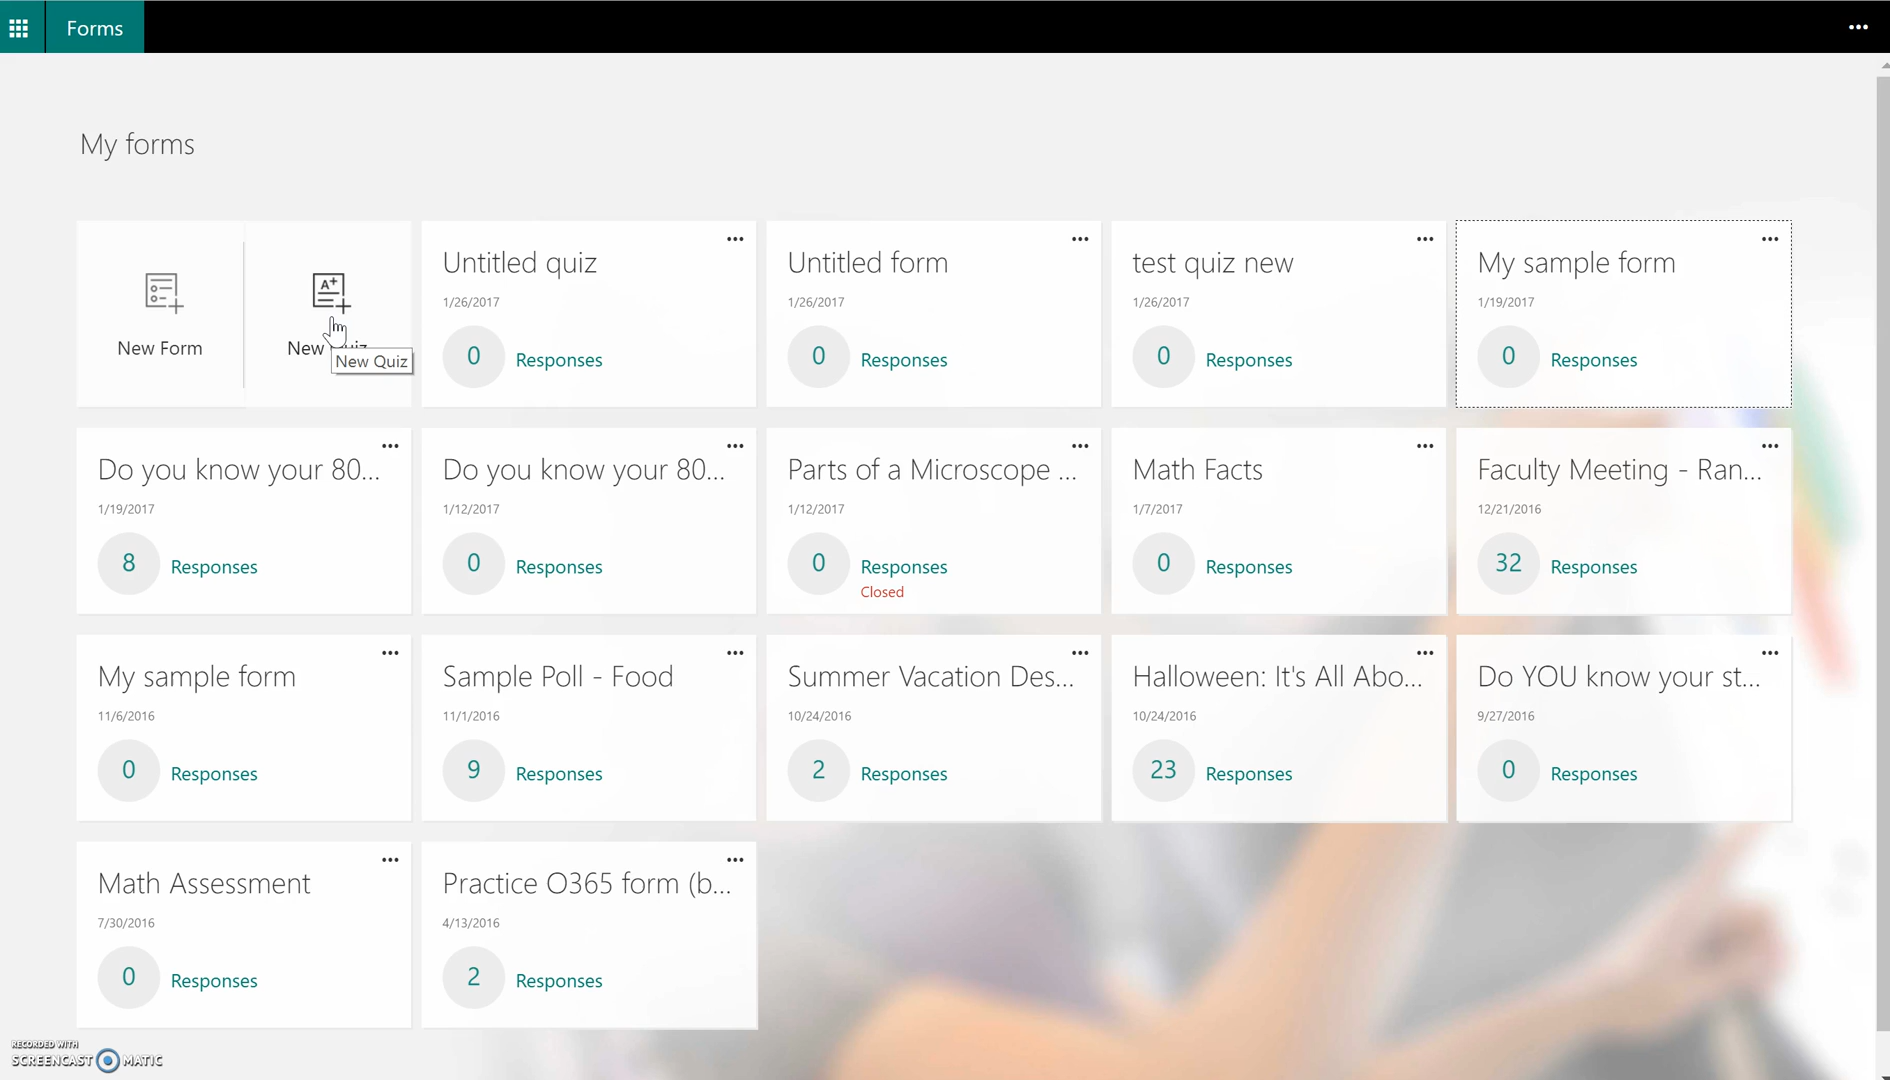 Forms
•••
My forms
New Form
New Quiz
New Quiz
•••
Untitled quiz
1/26/2017
0 Responses
•••
Untitled form
1/26/2017
0 Responses
•••
test quiz new
1/26/2017
0 Responses
•••
My sample form
1/19/2017
0 Responses
•••
Do you know your 80...
1/19/2017
8 Responses
•••
Do you know your 80...
1/12/2017
0 Responses
•••
Parts of a Microscope ...
1/12/2017
0 Responses
Closed
•••
Math Facts
1/7/2017
0 Responses
•••
Faculty Meeting - Ran...
12/21/2016
32 Responses
•••
My sample form
11/6/2016
0 Responses
•••
Sample Poll - Food
11/1/2016
9 Responses
•••
Summer Vacation Des...
10/24/2016
2 Responses
•••
Halloween: It's All Abo...
10/24/2016
23 Responses
•••
Do YOU know your st...
9/27/2016
0 Responses
•••
Math Assessment
7/30/2016
0 Responses
•••
Practice O365 form (b...
4/13/2016
2 Responses
RECORDED WITH
SCREENCAST MATIC